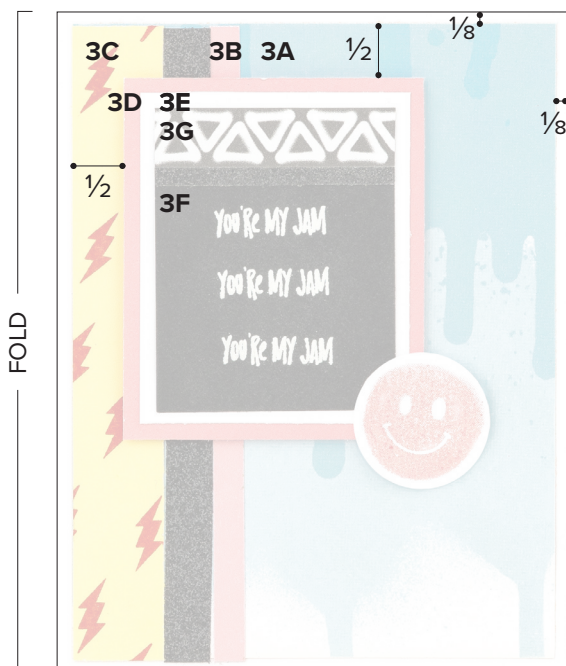 3C 3B 3A ½ ⅛
3D 3E
3G ⅛
½
3F
You're MY JAM
You're MY JAM
You're MY JAM
FOLD